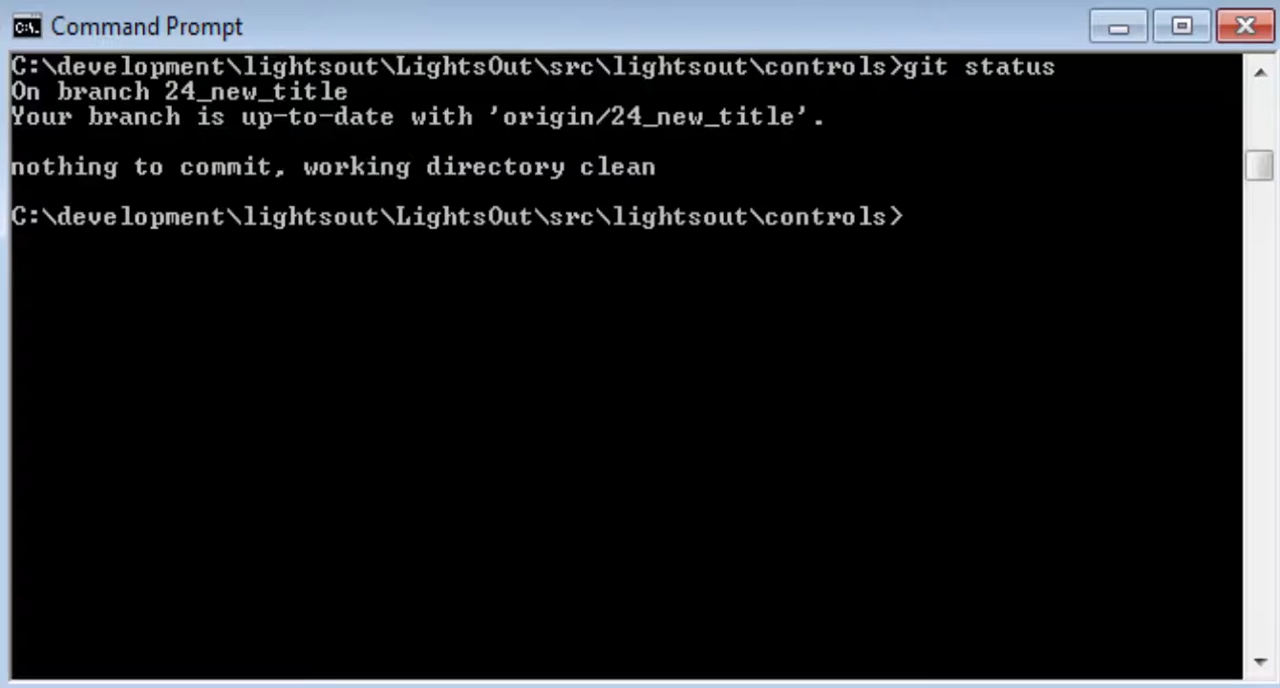 Command Prompt
C:\development\lightsout\LightsOut\src\lightsout\controls>git status
On branch 24_new_title
Your branch is up-to-date with 'origin/24_new_title'.
nothing to commit, working directory clean
C:\development\lightsout\LightsOut\src\lightsout\controls>